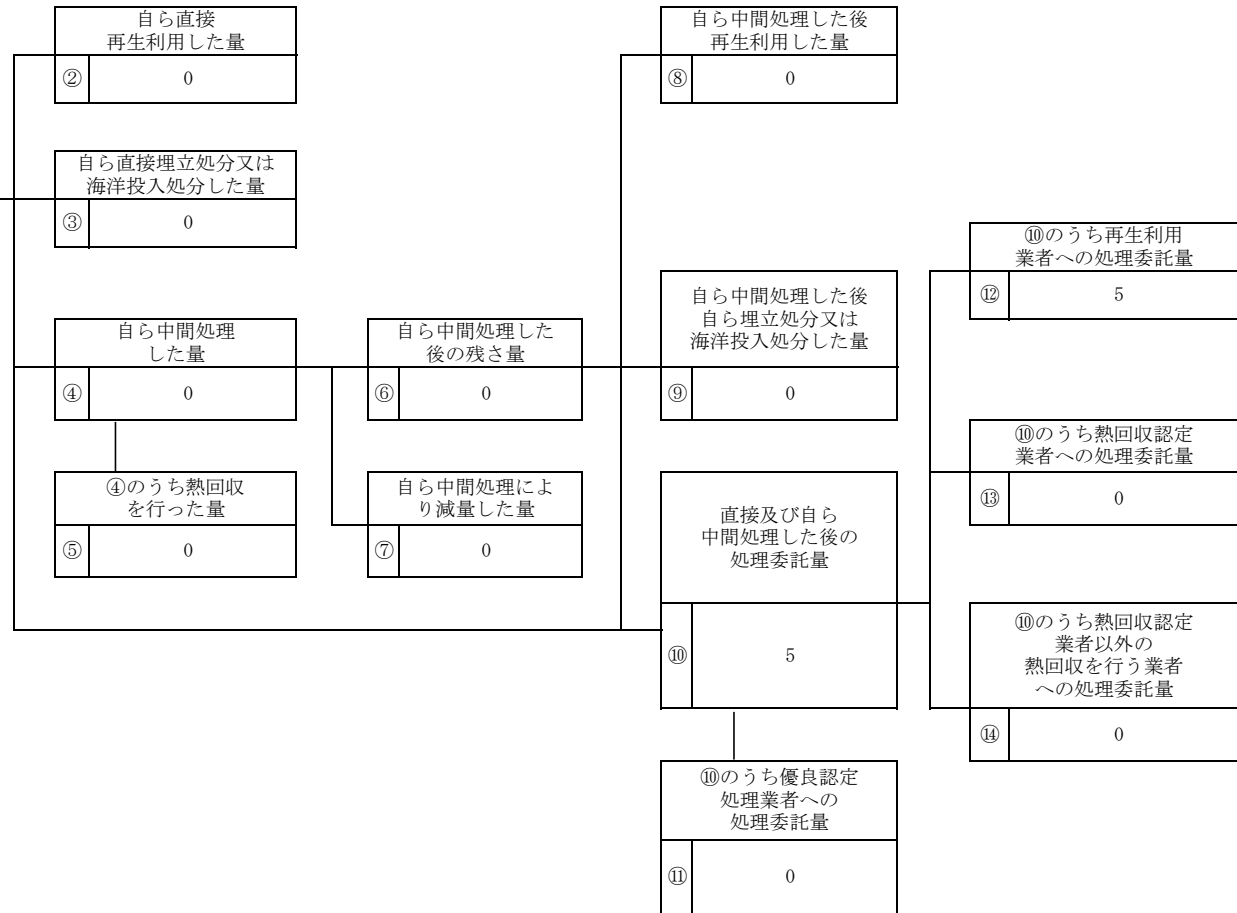 自ら直接
再生利用した量
② 0
自ら直接埋立処分又は
海洋投入処分した量
③ 0
自ら中間処理
した量
④ 0
④のうち熱回収
を行った量
⑤ 0
自ら中間処理した
後の残さ量
⑥ 0
自ら中間処理によ
り減量した量
⑦ 0
自ら中間処理した後
再生利用した量
⑧ 0
自ら中間処理した後
自ら埋立処分又は
海洋投入処分した量
⑨ 0
直接及び自ら
中間処理した後の
処理委託量
⑩ 5
⑩のうち優良認定
処理業者への
処理委託量
⑪ 0
⑩のうち再生利用
業者への処理委託量
⑫ 5
⑩のうち熱回収認定
業者への処理委託量
⑬ 0
⑩のうち熱回収認定
業者以外の
熱回収を行う業者
への処理委託量
⑭ 0